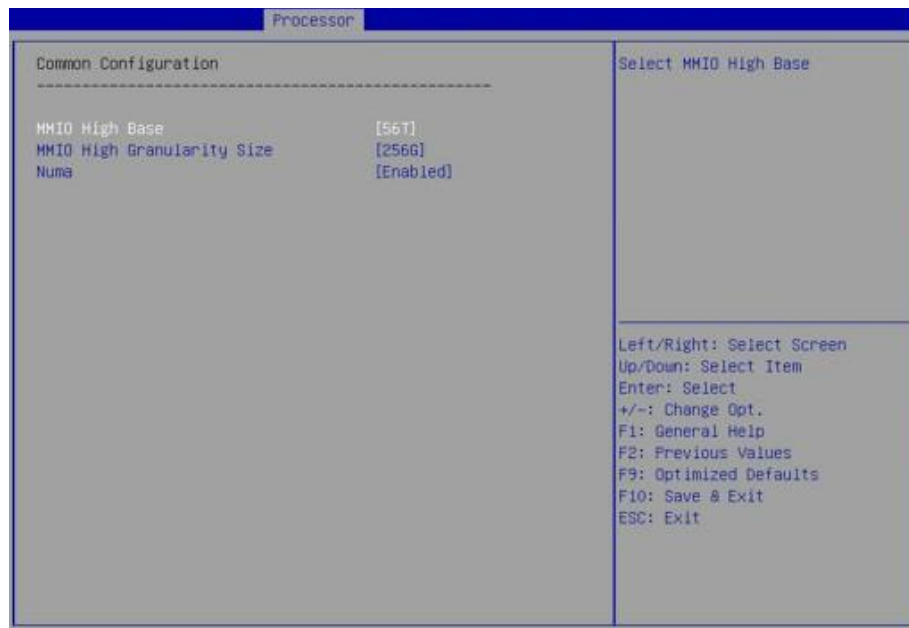 Processor
Common Configuration
--------------------------------------------------
MMIO High Base [56T]
MMIO High Granularity Size [256G]
Numa [Enabled]
Select MMIO High Base
Left/Right: Select Screen
Up/Down: Select Item
Enter: Select
+/-: Change Opt.
F1: General Help
F2: Previous Values
F9: Optimized Defaults
F10: Save & Exit
ESC: Exit